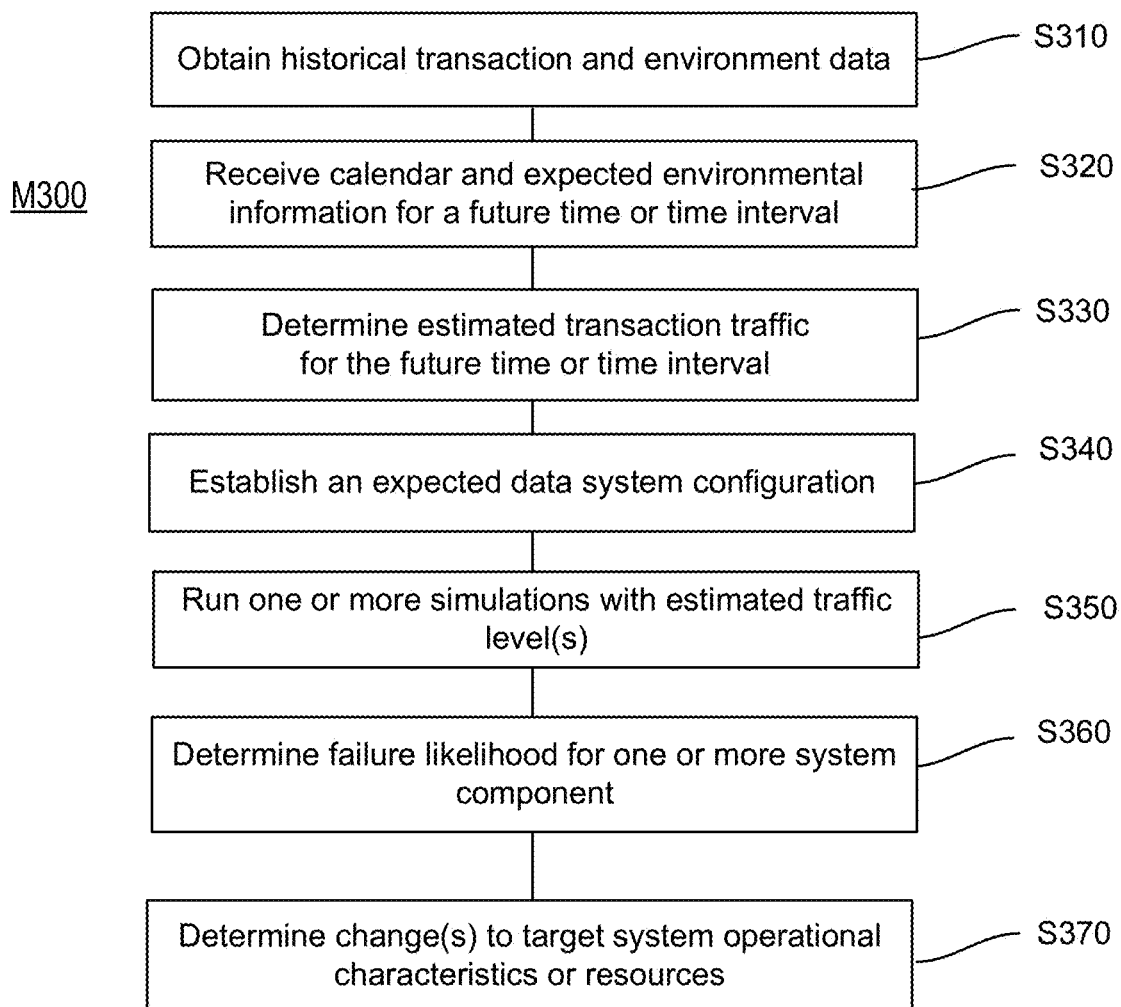 Obtain historical transaction and environment data
S310
M300
Receive calendar and expected environmental
information for a future time or time interval
S320
Determine estimated transaction traffic
for the future time or time interval
S330
Establish an expected data system configuration
S340
Run one or more simulations with estimated traffic
level(s)
S350
Determine failure likelihood for one or more system
component
S360
Determine change(s) to target system operational
characteristics or resources
S370